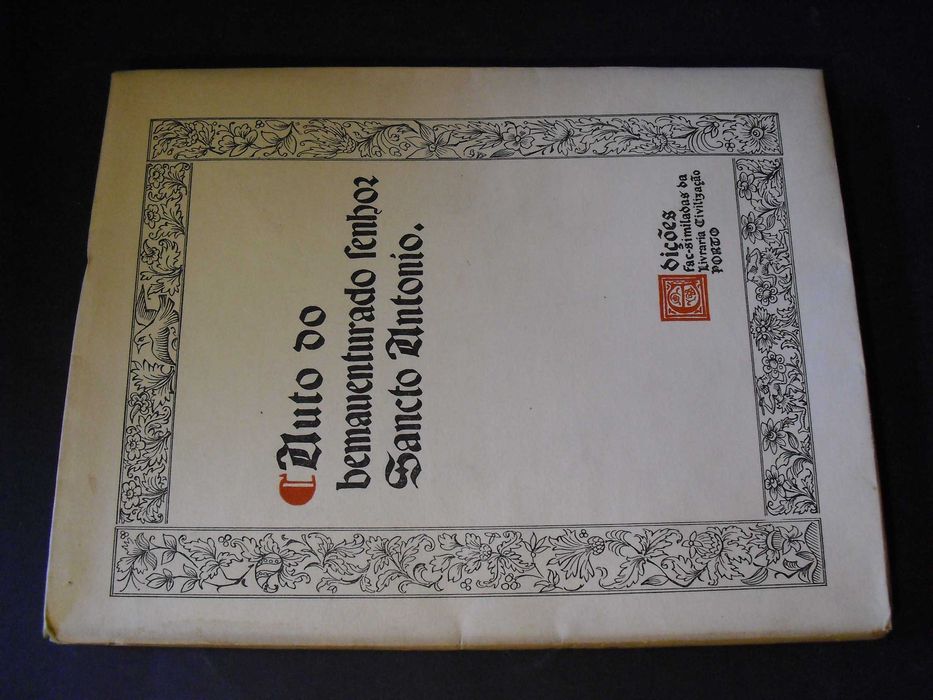 Auto do
bemauenturado senhor
Sancto Antonio.
Edições
fac-similadas da
Livraria Civilização
PORTO